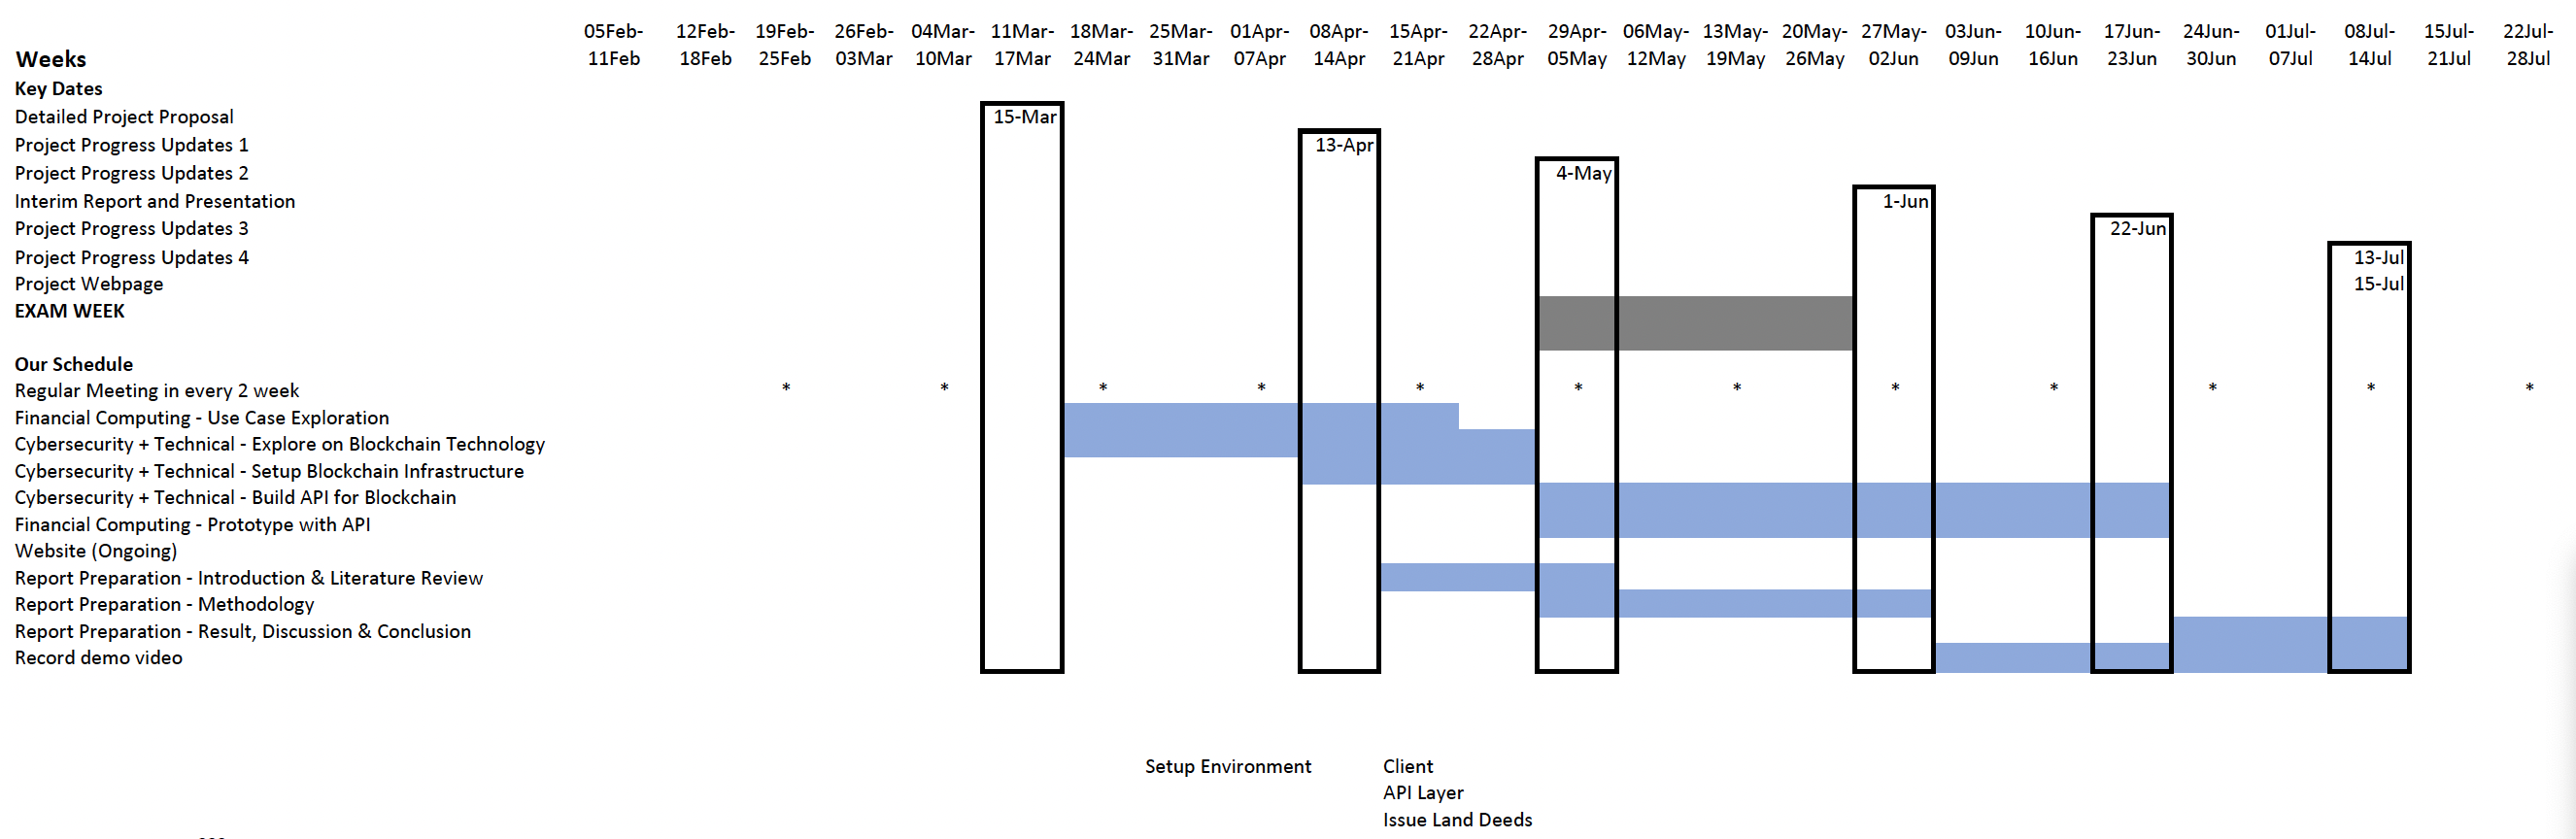 05Feb- 12Feb- 19Feb- 26Feb- 04Mar- 11Mar- 18Mar- 25Mar- 01Apr- 08Apr- 15Apr- 22Apr- 29Apr- 06May- 13May- 20May- 27May- 03Jun- 10Jun- 17Jun- 24Jun- 01Jul- 08Jul- 15Jul- 22Jul-
Weeks 11Feb 18Feb 25Feb 03Mar 10Mar 17Mar 24Mar 31Mar 07Apr 14Apr 21Apr 28Apr 05May 12May 19May 26May 02Jun 09Jun 16Jun 23Jun 30Jun 07Jul 14Jul 21Jul 28Jul
Key Dates
Detailed Project Proposal 15-Mar
Project Progress Updates 1 13-Apr
Project Progress Updates 2 4-May
Interim Report and Presentation 1-Jun
Project Progress Updates 3 22-Jun
Project Progress Updates 4 13-Jul
Project Webpage 15-Jul
EXAM WEEK
Our Schedule
Regular Meeting in every 2 week * * * * * * * * * * * *
Financial Computing - Use Case Exploration
Cybersecurity + Technical - Explore on Blockchain Technology
Cybersecurity + Technical - Setup Blockchain Infrastructure
Cybersecurity + Technical - Build API for Blockchain
Financial Computing - Prototype with API
Website (Ongoing)
Report Preparation - Introduction & Literature Review
Report Preparation - Methodology
Report Preparation - Result, Discussion & Conclusion
Record demo video
Setup Environment Client
API Layer
Issue Land Deeds